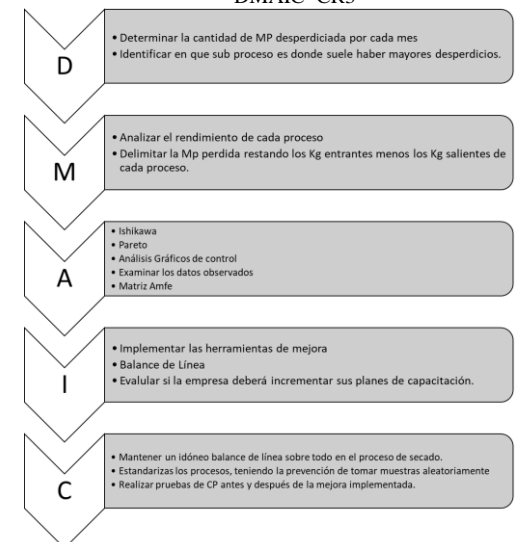 DMAIC CR3
D
• Determinar la cantidad de MP desperdiciada por cada mes
• Identificar en que sub proceso es donde suele haber mayores desperdicios.
M
• Analizar el rendimiento de cada proceso
• Delimitar la Mp perdida restando los Kg entrantes menos los Kg salientes de
cada proceso.
A
• Ishikawa
• Pareto
• Análisis Gráficos de control
• Examinar los datos observados
• Matriz Amfe
I
• Implementar las herramientas de mejora
• Balance de Línea
• Evalular si la empresa deberá incrementar sus planes de capacitación.
C
• Mantener un idóneo balance de línea sobre todo en el proceso de secado.
• Estandarizas los procesos, teniendo la prevención de tomar muestras aleatoriamente
• Realizar pruebas de CP antes y después de la mejora implementada.